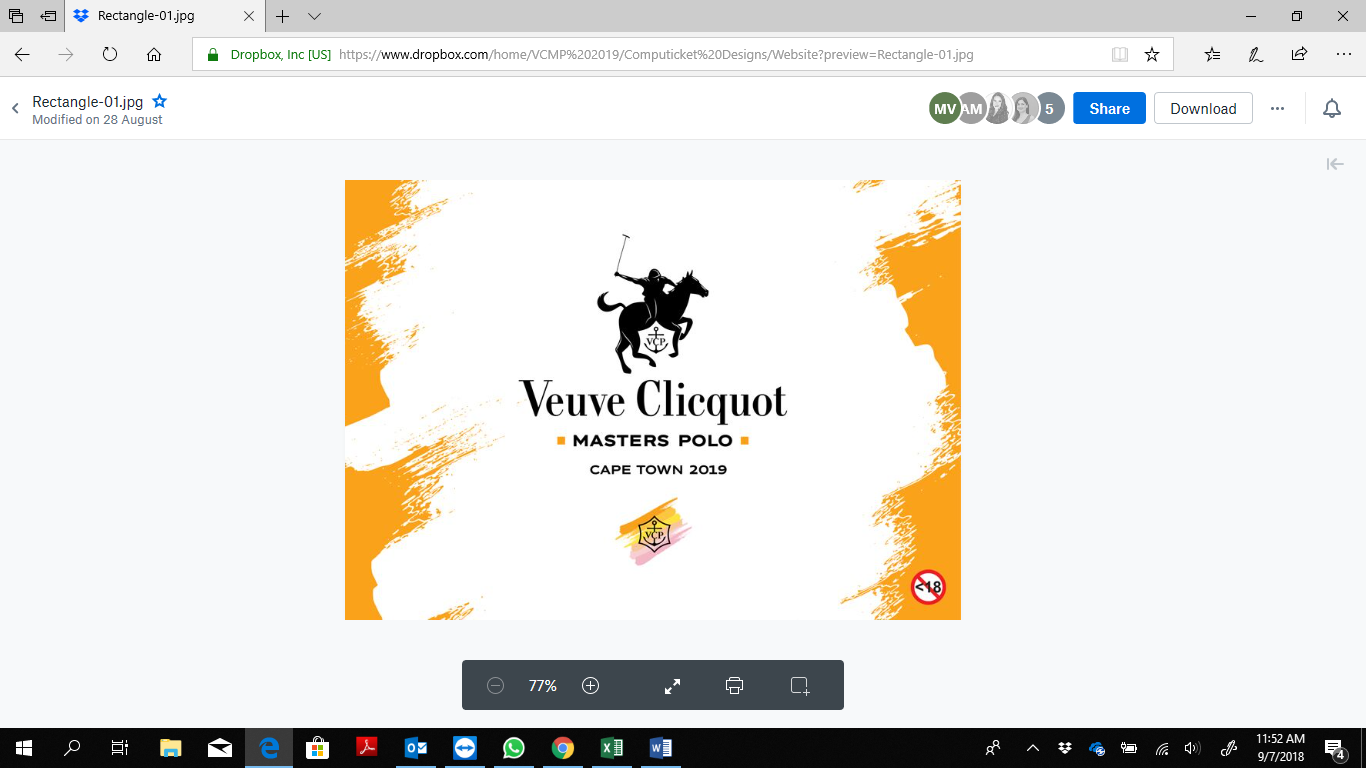 Rectangle-01.jpg
Dropbox, Inc [US] https://www.dropbox.com/home/VCMP%202019/Computicket%20Designs/Website?preview=Rectangle-01.jpg
Rectangle-01.jpg
Modified on 28 August
MV AM 5 Share Download
VCP
Veuve Clicquot
MASTERS POLO
CAPE TOWN 2019
VCP
<18
77%
11:52 AM
9/7/2018
4